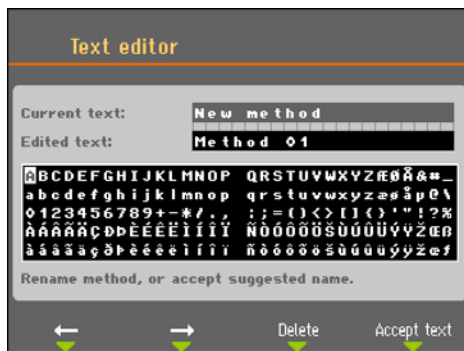 Text editor
Current text: New method
Edited text: Method 01
ABCDEFGHIJKLMNOP QRSTUVWXYZÆØÅ&#_
abcdefghijklmnop qrstuvwxyzæøåµ@\
0123456789+-*/., :;=()<>[]{}'"!?%
Rename method, or accept suggested name.
← → Delete Accept text